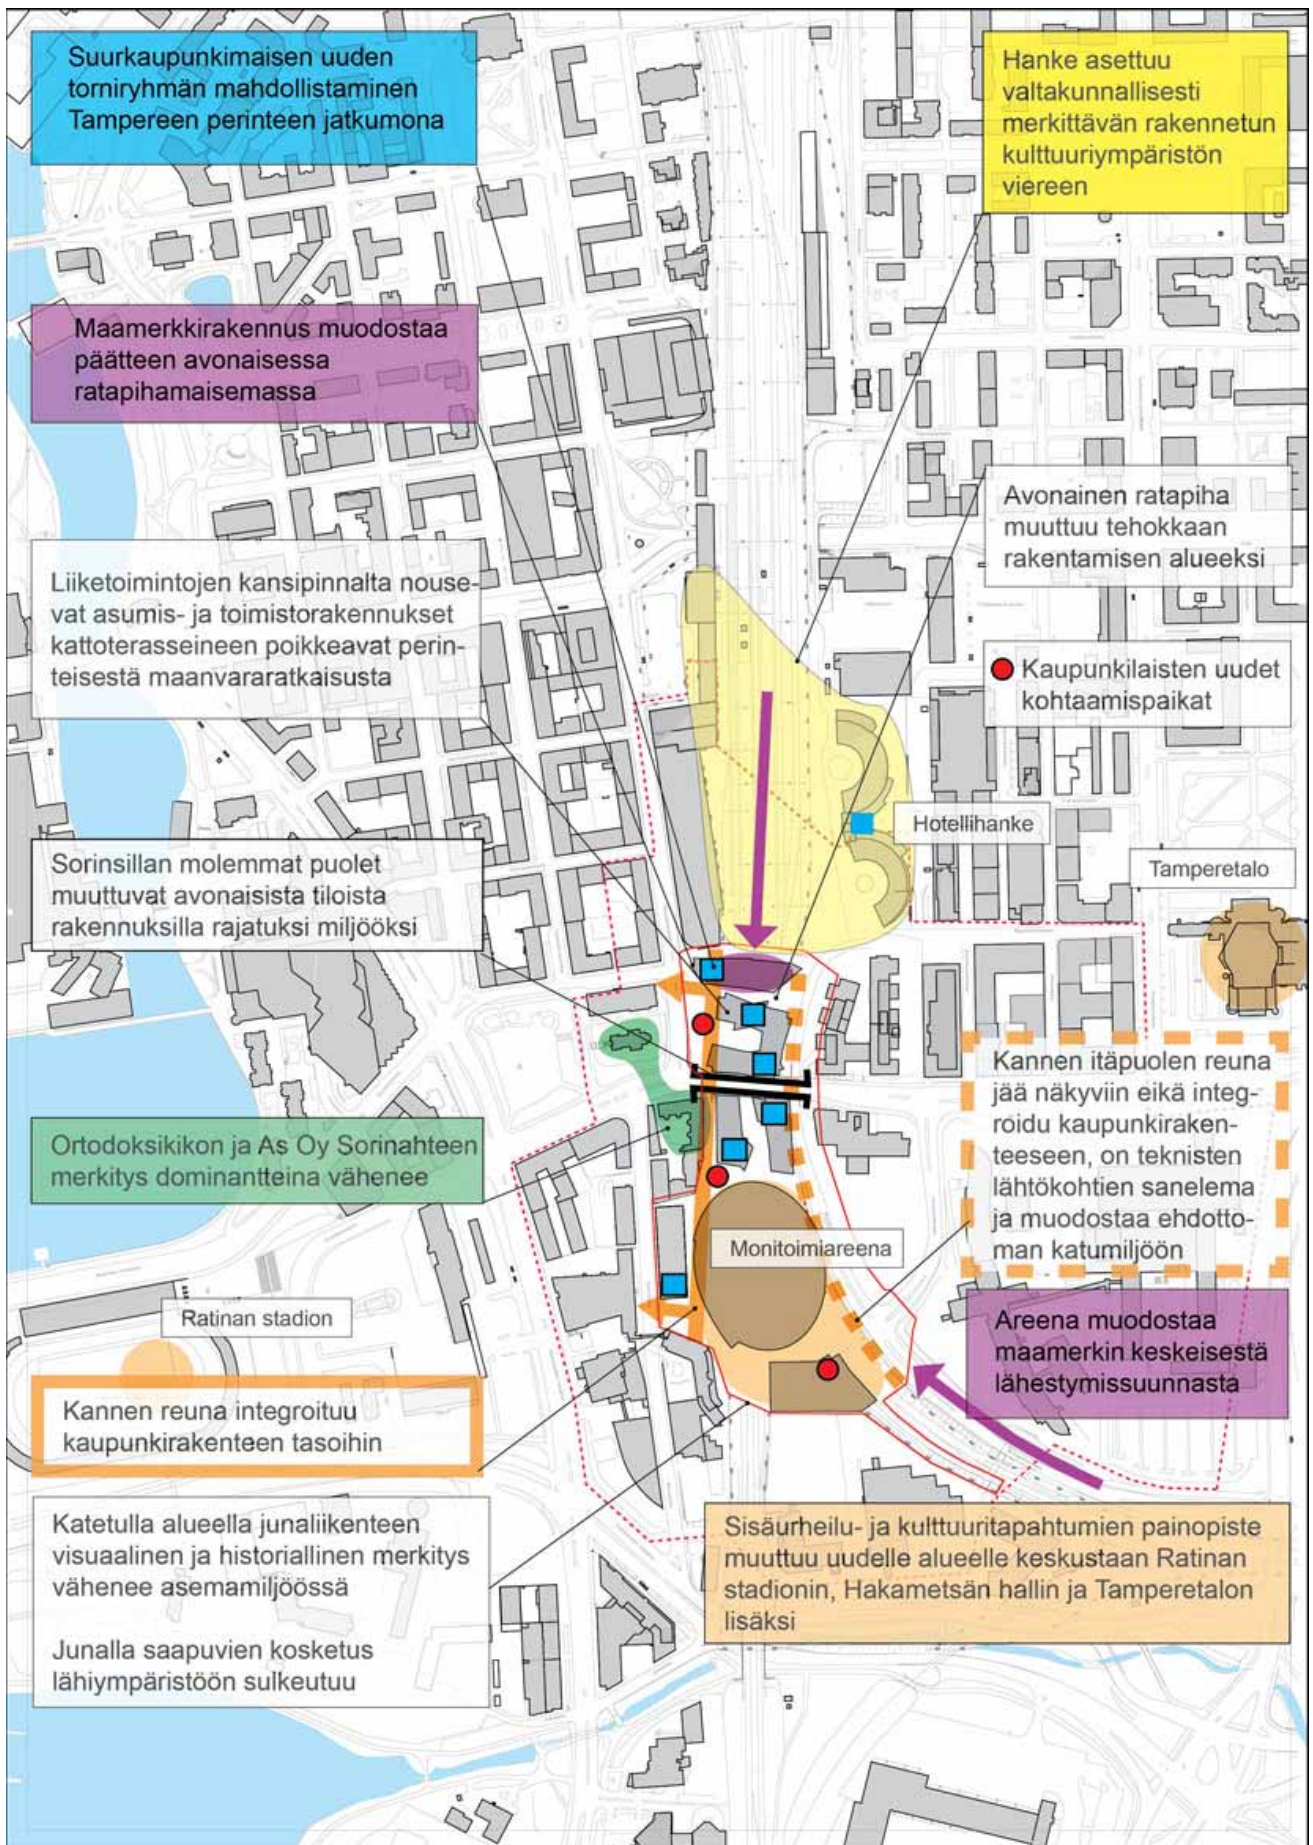 Suurkaupunkimaisen uuden
torniryhmän mahdollistaminen
Tampereen perinteen jatkumona
Hanke asettuu
valtakunnallisesti
merkittävän rakennetun
kulttuuriympäristön
viereen
Maamerkkirakennus muodostaa
päätteen avonaisessa
ratapihamaisemassa
Avonainen ratapiha
muuttuu tehokkaan
rakentamisen alueeksi
Liiketoimintojen kansipinnalta nouse-
vat asumis- ja toimistorakennukset
kattoterasseineen poikkeavat perin-
teisestä maanvararatkaisusta
Kaupunkilaisten uudet
kohtaamispaikat
Hotellihanke
Tamperetalo
Sorinsillan molemmat puolet
muuttuvat avonaisista tiloista
rakennuksilla rajatuksi miljööksi
Kannen itäpuolen reuna
jää näkyviin eikä integ-
roidu kaupunkiraken-
teeseen, on teknisten
lähtökohtien sanelema
ja muodostaa ehdotto-
man katumiljöön
Ortodoksikikon ja As Oy Sorinahteen
merkitys dominantteina vähenee
Monitoimiareena
Ratinan stadion
Areena muodostaa
maamerkin keskeisestä
lähestymissuunnasta
Kannen reuna integroituu
kaupunkirakenteen tasoihin
Katetulla alueella junaliikenteen
visuaalinen ja historiallinen merkitys
vähenee asemamiljöössä
Junalla saapuvien kosketus
lähiympäristöön sulkeutuu
Sisäurheilu- ja kulttuuritapahtumien painopiste
muuttuu uudelle alueelle keskustaan Ratinan
stadionin, Hakametsän hallin ja Tamperetalon
lisäksi